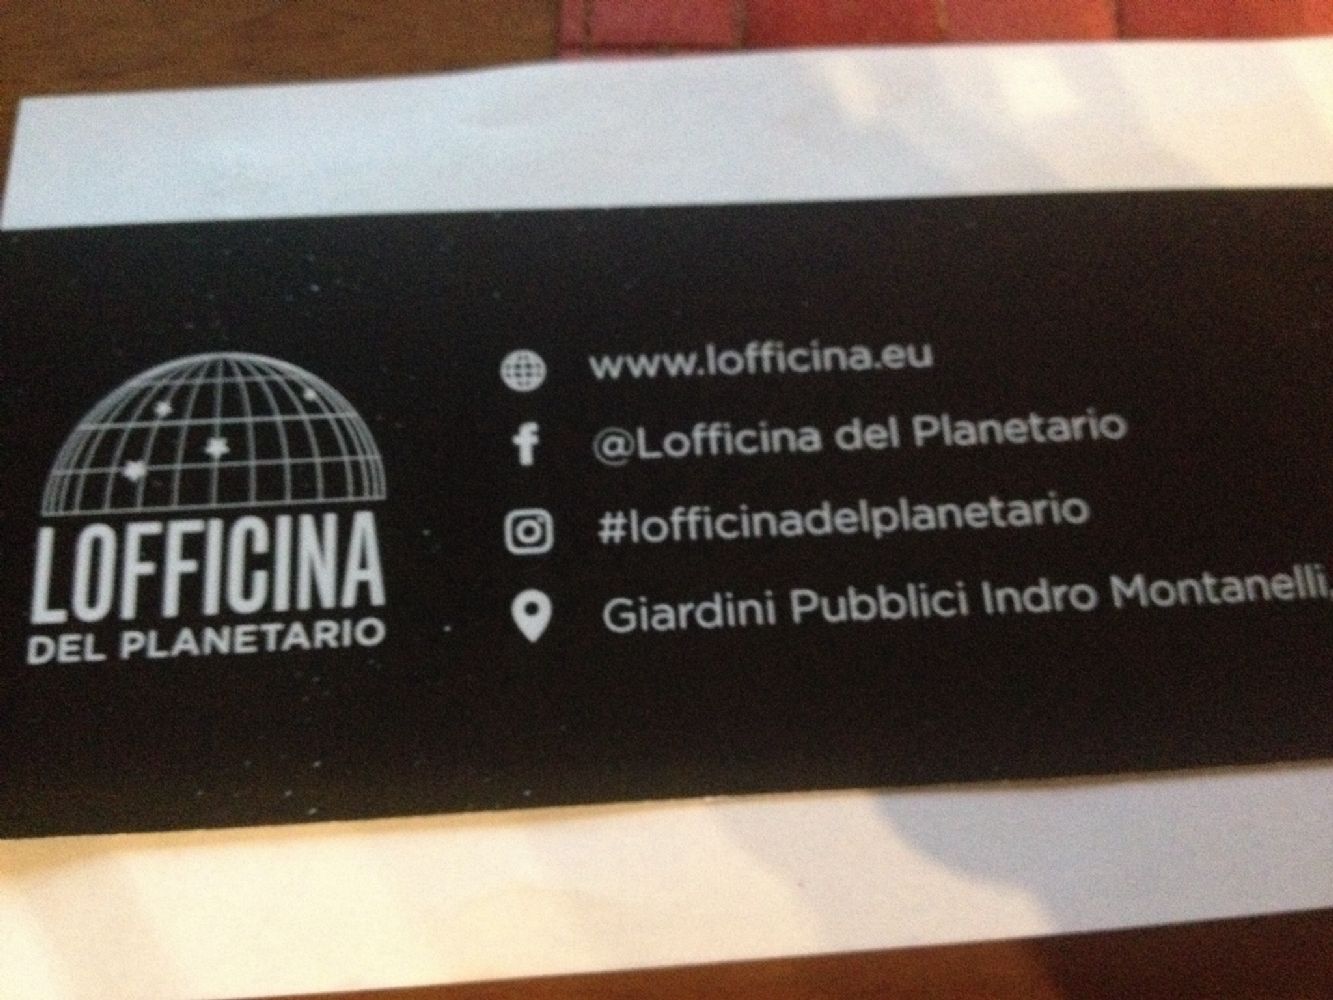 LOFFICINA
DEL PLANETARIO
www.lofficina.eu
@Lofficina del Planetario
#lofficinadelplanetario
Giardini Pubblici Indro Montanelli,